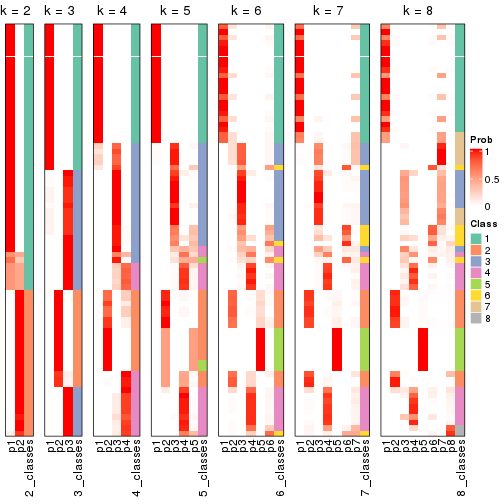 k = 2 k = 3 k = 4 k = 5 k = 6 k = 7 k = 8
p1 p2 2_classes
p1 p2 p3 3_classes
p1 p2 p3 p4 4_classes
p1 p2 p3 p4 p5 5_classes
p1 p2 p3 p4 p5 p6 6_classes
p1 p2 p3 p4 p5 p6 p7 7_classes
p1 p2 p3 p4 p5 p6 p7 p8 8_classes
Prob
1
0.5
0
Class
1
2
3
4
5
6
7
8